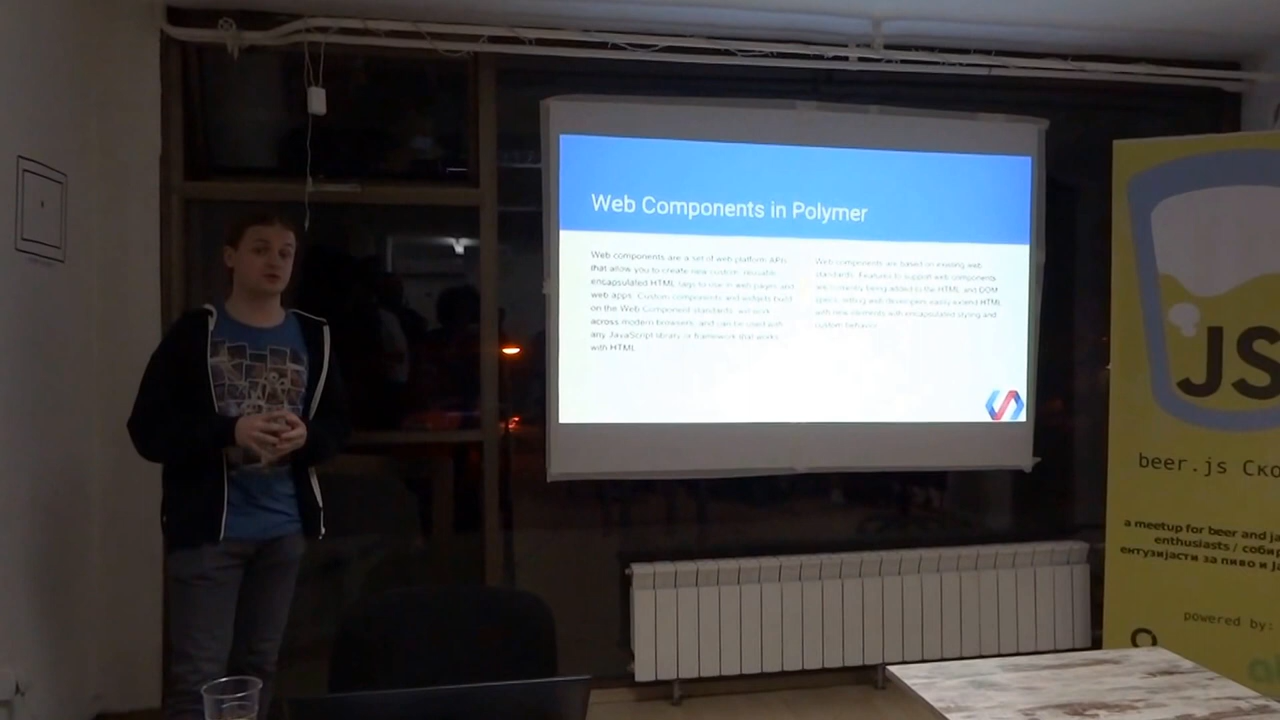 Web Components in Polymer
Web components are a set of web platform APIs
that allow you to create new custom, reusable,
encapsulated HTML tags to use in web pages and
web apps. Custom components and widgets build
on the Web Component standards, will work
across modern browsers, and can be used with
any JavaScript library or framework that works
with HTML.
Web components are based on existing web
standards. Features to support web components
are currently being added to the HTML and DOM
specs, letting web developers easily extend HTML
with new elements with encapsulated styling and
custom behavior.
JS
beer.js Ско
a meetup for beer and ja
enthusiasts / собир
ентузијасти за пиво и Ja
powered by: